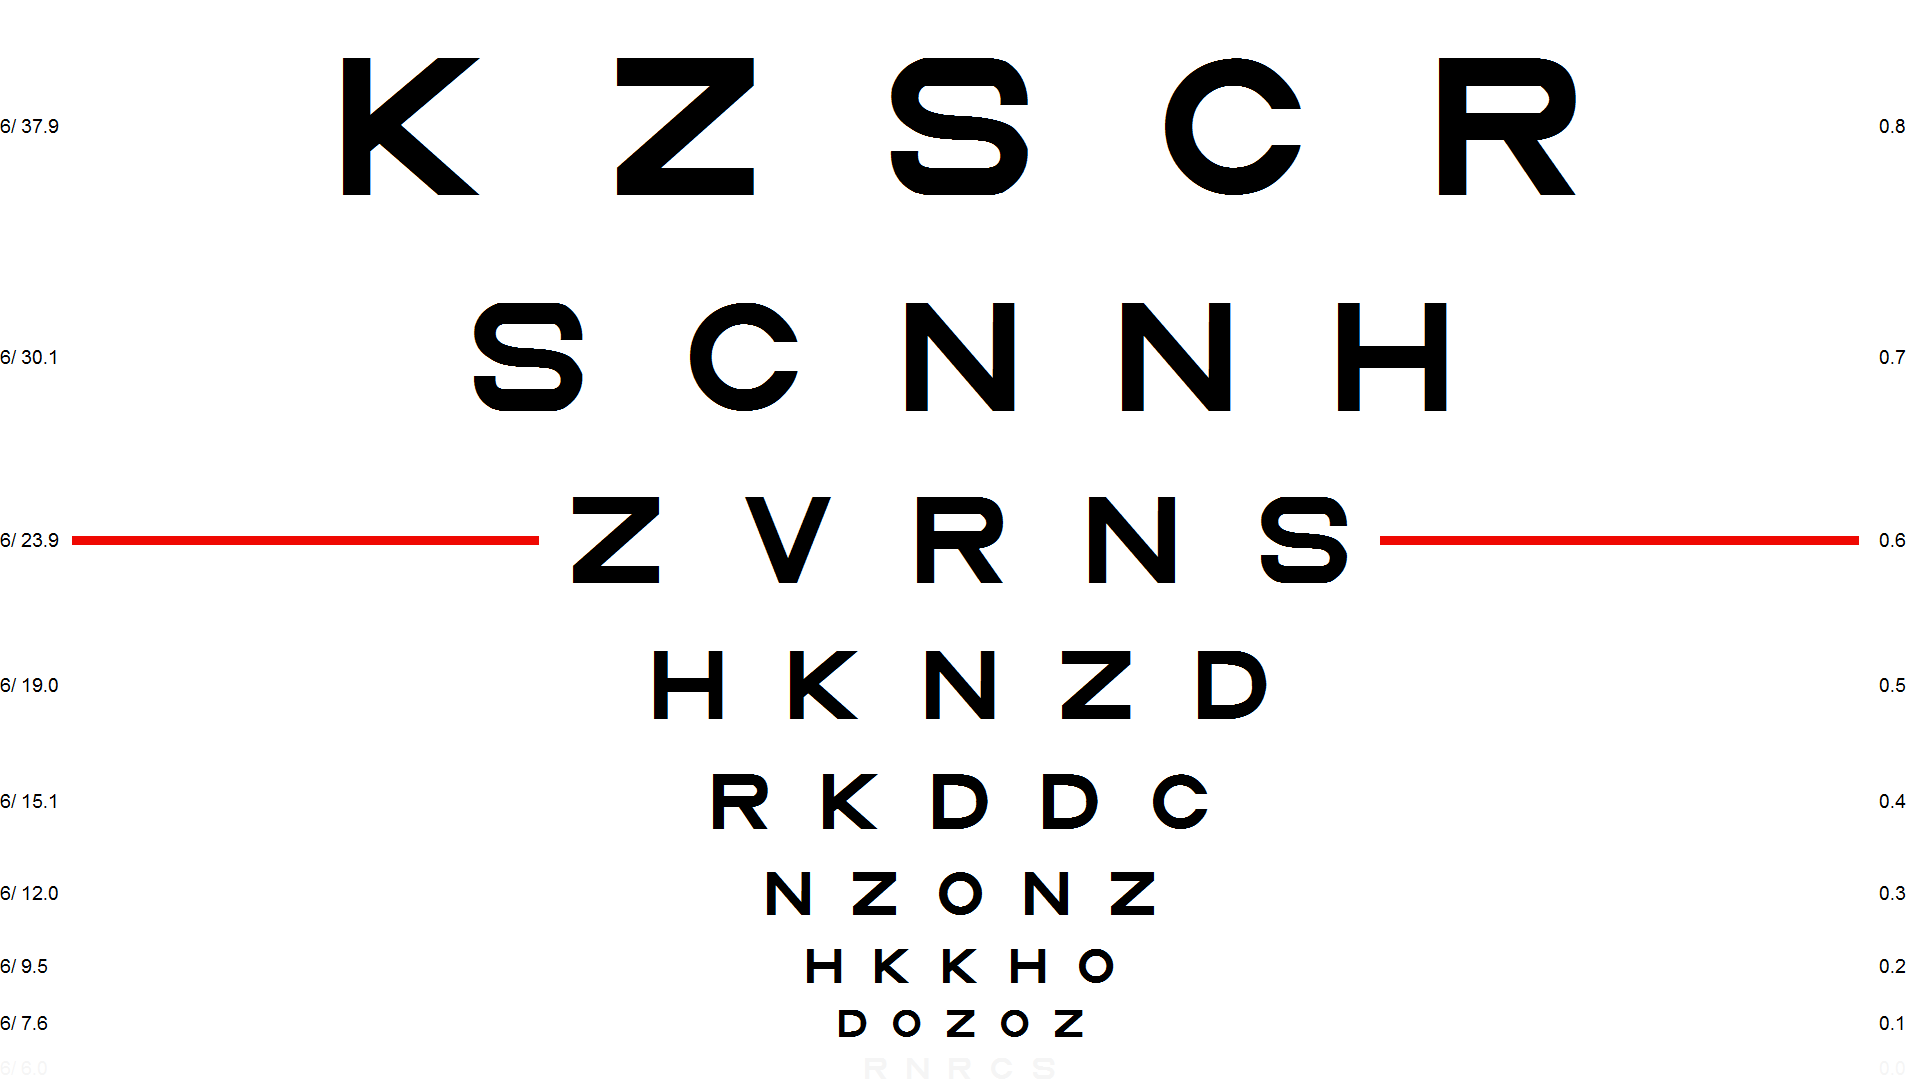 6/ 37.9 K Z S C R 0.8
6/ 30.1 S C N N H 0.7
6/ 23.9 Z V R N S 0.6
6/ 19.0 H K N Z D 0.5
6/ 15.1 R K D D C 0.4
6/ 12.0 N Z O N Z 0.3
6/ 9.5 H K K H O 0.2
6/ 7.6 D O Z O Z 0.1
6/ 6.0 R N R C S 0.0